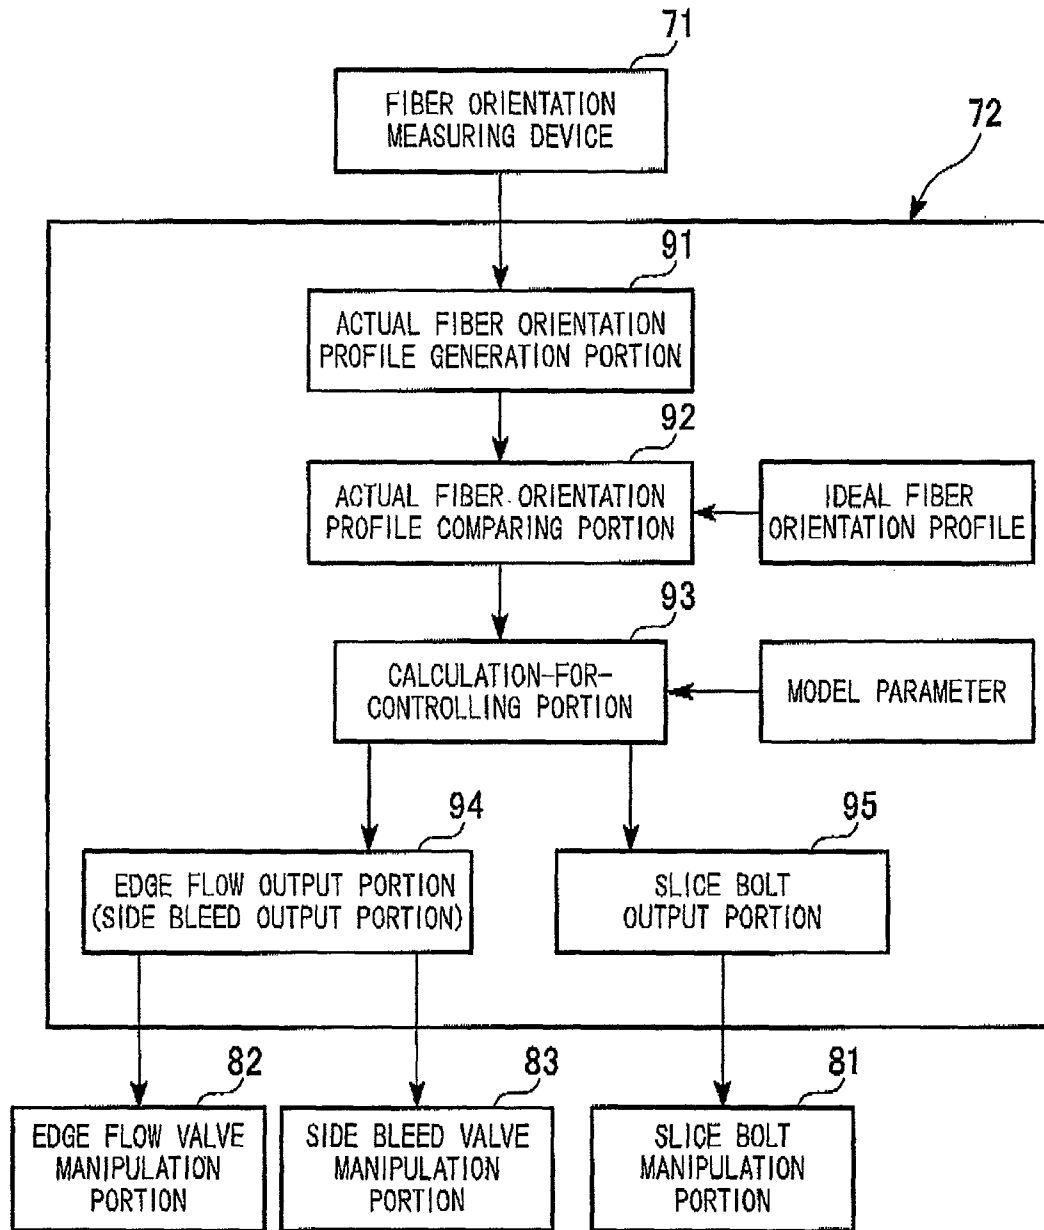 71
FIBER ORIENTATION
MEASURING DEVICE
72
91
ACTUAL FIBER ORIENTATION
PROFILE GENERATION PORTION
92
ACTUAL FIBER ORIENTATION
PROFILE COMPARING PORTION
IDEAL FIBER
ORIENTATION PROFILE
93
CALCULATION-FOR-
CONTROLLING PORTION
MODEL PARAMETER
94
EDGE FLOW OUTPUT PORTION
(SIDE BLEED OUTPUT PORTION)
95
SLICE BOLT
OUTPUT PORTION
82
EDGE FLOW VALVE
MANIPULATION
PORTION
83
SIDE BLEED VALVE
MANIPULATION
PORTION
81
SLICE BOLT
MANIPULATION
PORTION